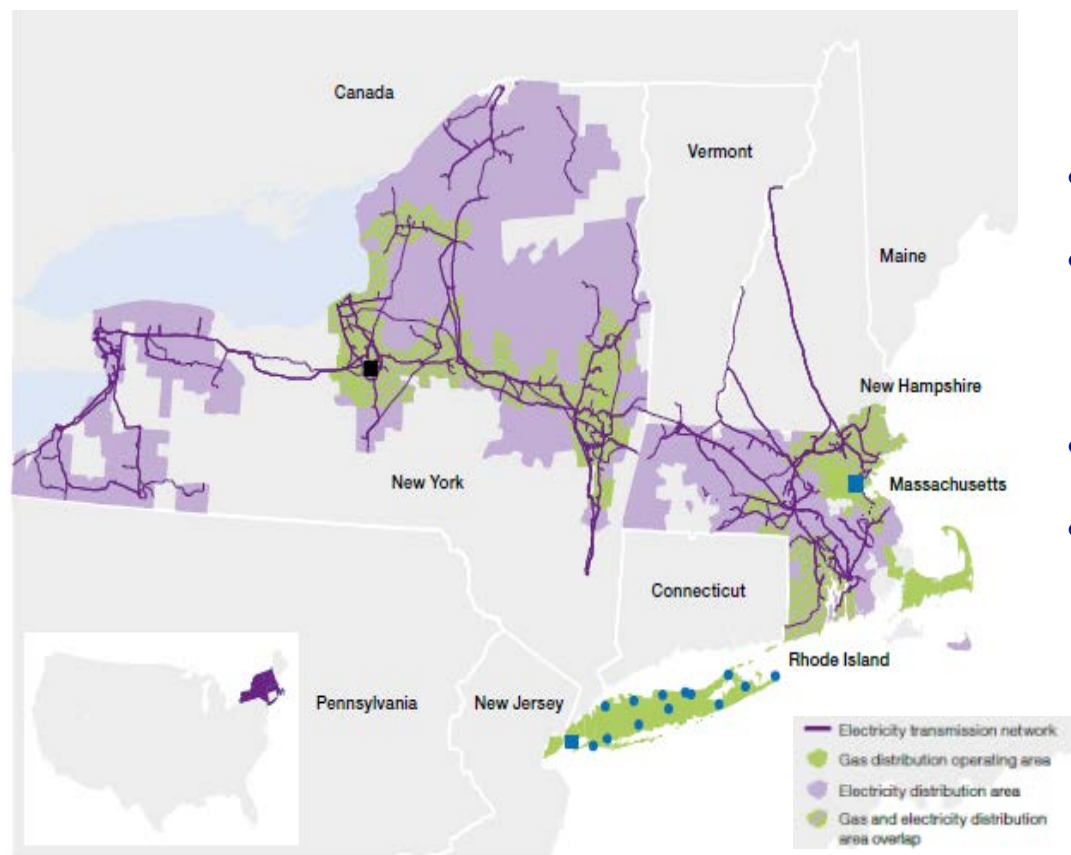 Canada
Vermont
Maine
New Hampshire
New York
Massachusetts
Connecticut
Rhode Island
Pennsylvania
New Jersey
Electricity transmission network
Gas distribution operating area
Electricity distribution area
Gas and electricity distribution
area overlap